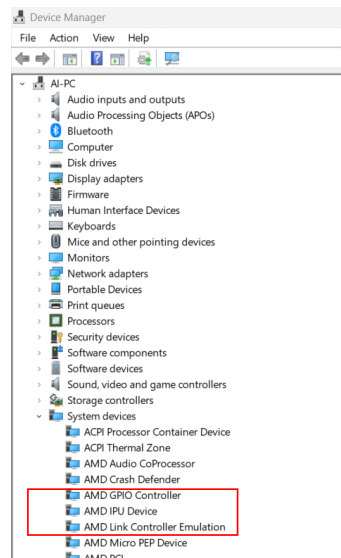 Device Manager
File Action View Help
AI-PC
Audio inputs and outputs
Audio Processing Objects (APOs)
Bluetooth
Computer
Disk drives
Display adapters
Firmware
Human Interface Devices
Keyboards
Mice and other pointing devices
Monitors
Network adapters
Portable Devices
Print queues
Processors
Security devices
Software components
Software devices
Sound, video and game controllers
Storage controllers
System devices
ACPI Processor Container Device
ACPI Thermal Zone
AMD Audio CoProcessor
AMD Crash Defender
AMD GPIO Controller
AMD IPU Device
AMD Link Controller Emulation
AMD Micro PEP Device
AMD PCI